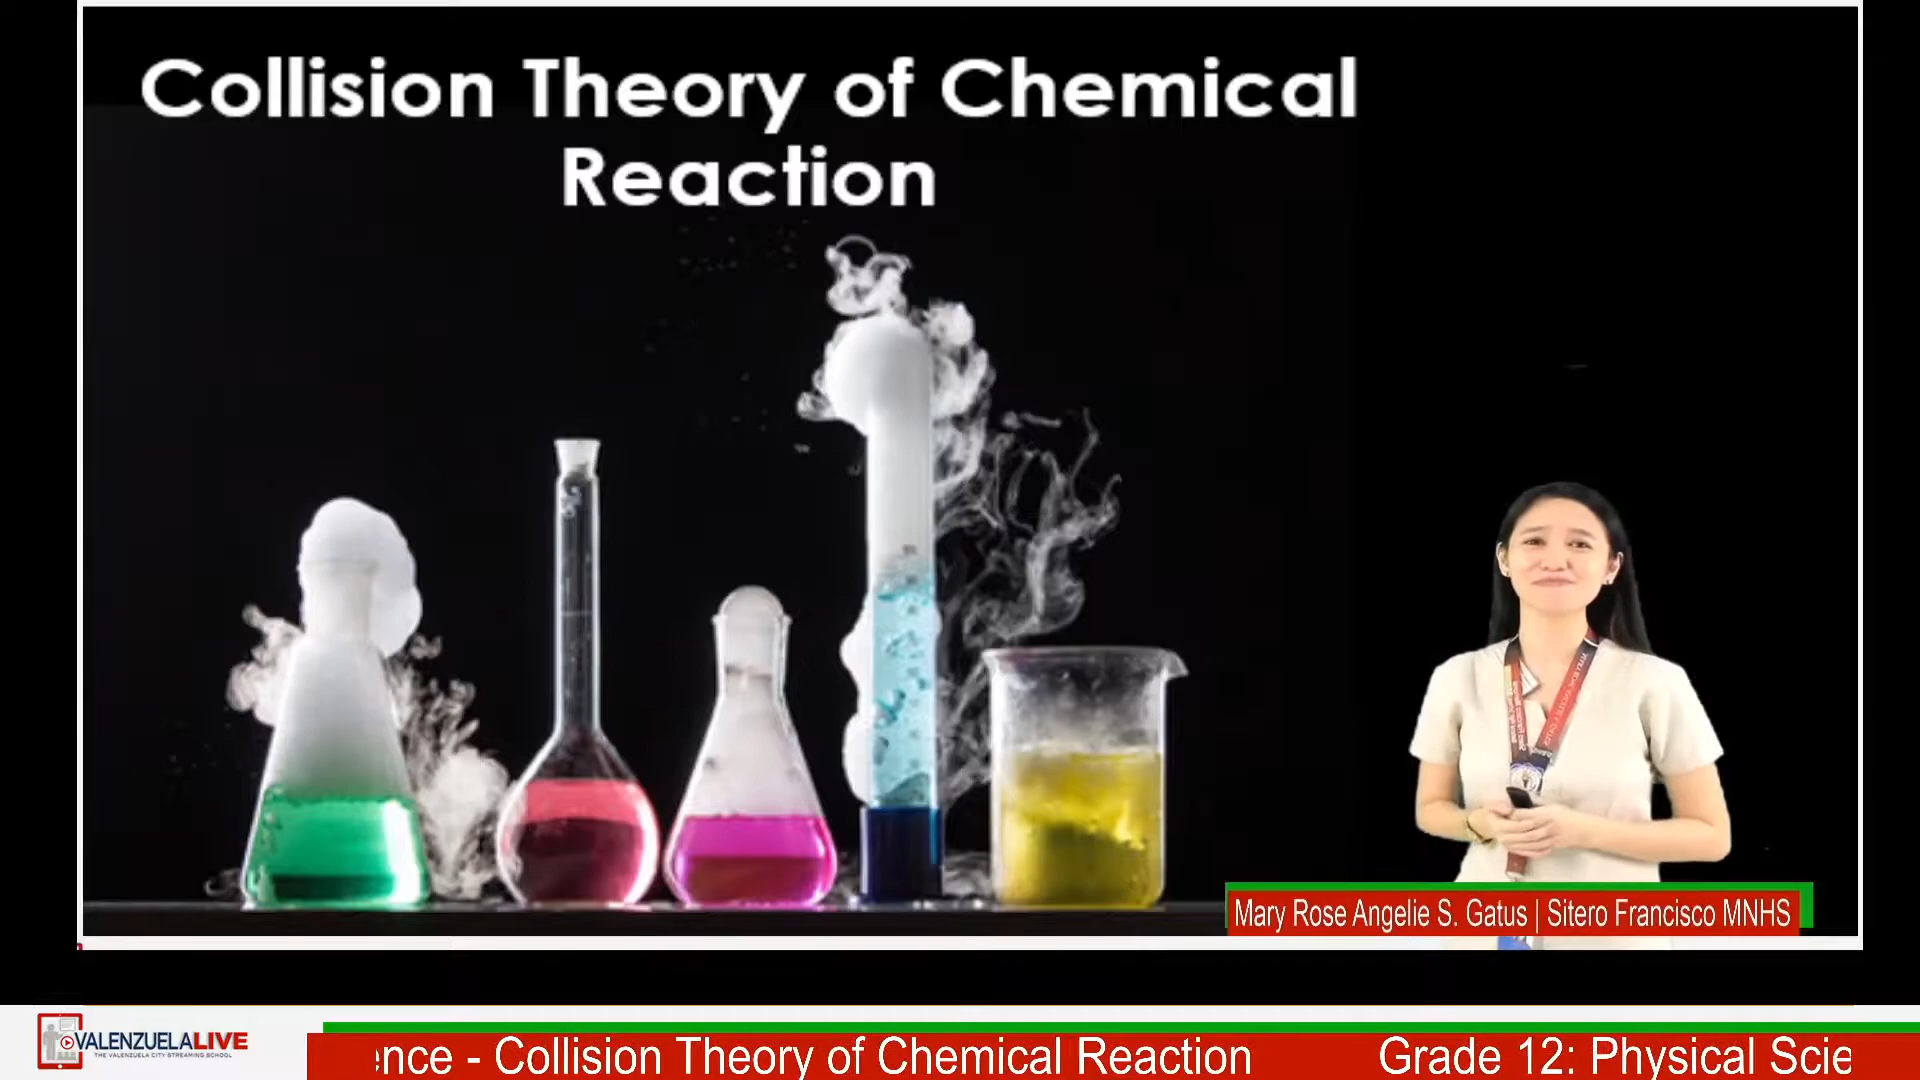 Collision Theory of Chemical
Reaction
Mary Rose Angelie S. Gatus | Sitero Francisco MNHS
VALENZUELALIVE
THE VALENZUELA CITY STREAMING SCHOOL
ence - Collision Theory of Chemical Reaction Grade 12: Physical Scie